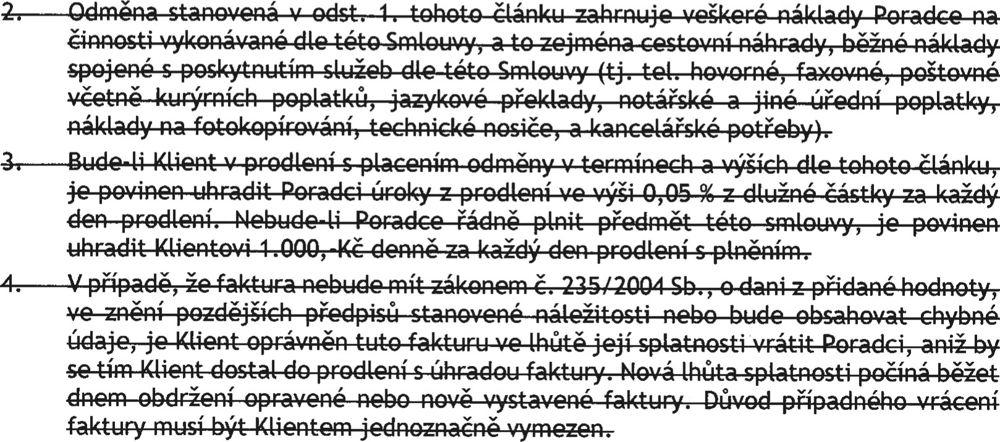 2. Odměna stanovená v odst. 1. tohoto článku zahrnuje veškeré náklady Poradce na
činnosti vykonávané dle této Smlouvy, a to zejména cestovní náhrady, běžné náklady
spojené s poskytnutím služeb dle této Smlouvy (tj. tel. hovorné, faxovné, poštovné
včetně kurýrních poplatků, jazykové překlady, notářské a jiné úřední poplatky,
náklady na fotokopírování, technické nosiče, a kancelářské potřeby).
3. Bude-li Klient v prodlení s placením odměny v termínech a výších dle tohoto článku,
je povinen uhradit Poradci úroky z prodlení ve výši 0,05 % z dlužné částky za každý
den prodlení. Nebude-li Poradce řádně plnit předmět této smlouvy, je povinen
uhradit Klientovi 1.000,-Kč denně za každý den prodlení s plněním.
4. V případě, že faktura nebude mít zákonem č. 235/2004 Sb., o dani z přidané hodnoty,
ve znění pozdějších předpisů stanovené náležitosti nebo bude obsahovat chybné
údaje, je Klient oprávněn tuto fakturu ve lhůtě její splatnosti vrátit Poradci, aniž by
se tím Klient dostal do prodlení s úhradou faktury. Nová lhůta splatnosti počíná běžet
dnem obdržení opravené nebo nově vystavené faktury. Důvod případného vrácení
faktury musí být Klientem jednoznačně vymezen.